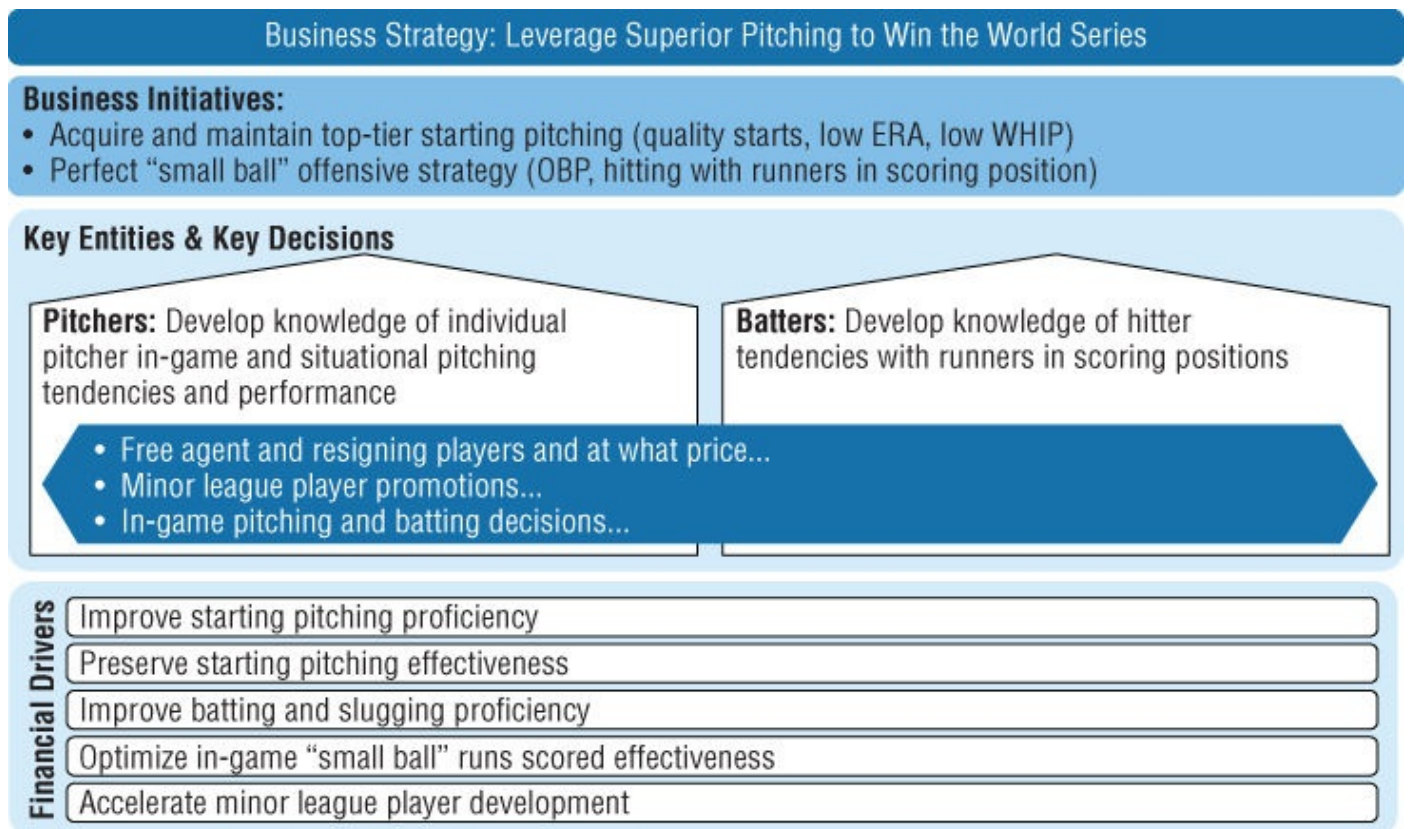 Business Strategy: Leverage Superior Pitching to Win the World Series
Business Initiatives:
• Acquire and maintain top-tier starting pitching (quality starts, low ERA, low WHIP)
• Perfect “small ball” offensive strategy (OBP, hitting with runners in scoring position)
Key Entities & Key Decisions
Pitchers: Develop knowledge of individual
pitcher in-game and situational pitching
tendencies and performance
Batters: Develop knowledge of hitter
tendencies with runners in scoring positions
• Free agent and resigning players and at what price...
• Minor league player promotions...
• In-game pitching and batting decisions...
Financial Drivers
Improve starting pitching proficiency
Preserve starting pitching effectiveness
Improve batting and slugging proficiency
Optimize in-game “small ball” runs scored effectiveness
Accelerate minor league player development